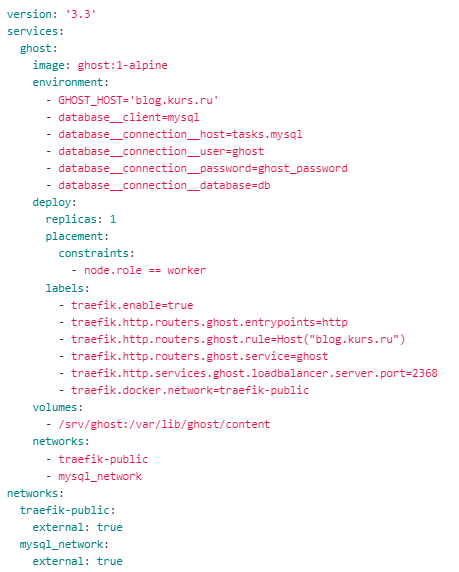 version: '3.3'
services:
  ghost:
    image: ghost:1-alpine
    environment:
      - GHOST_HOST='blog.kurs.ru'
      - database__client=mysql
      - database__connection__host=tasks.mysql
      - database__connection__user=ghost
      - database__connection__password=ghost_password
      - database__connection__database=db
    deploy:
      replicas: 1
      placement:
        constraints:
          - node.role == worker
      labels:
          - traefik.enable=true
          - traefik.http.routers.ghost.entrypoints=http
          - traefik.http.routers.ghost.rule=Host("blog.kurs.ru")
          - traefik.http.routers.ghost.service=ghost
          - traefik.http.services.ghost.loadbalancer.server.port=2368
          - traefik.docker.network=traefik-public
    volumes:
      - /srv/ghost:/var/lib/ghost/content
    networks:
      - traefik-public
      - mysql_network
networks:
  traefik-public:
    external: true
  mysql_network:
    external: true